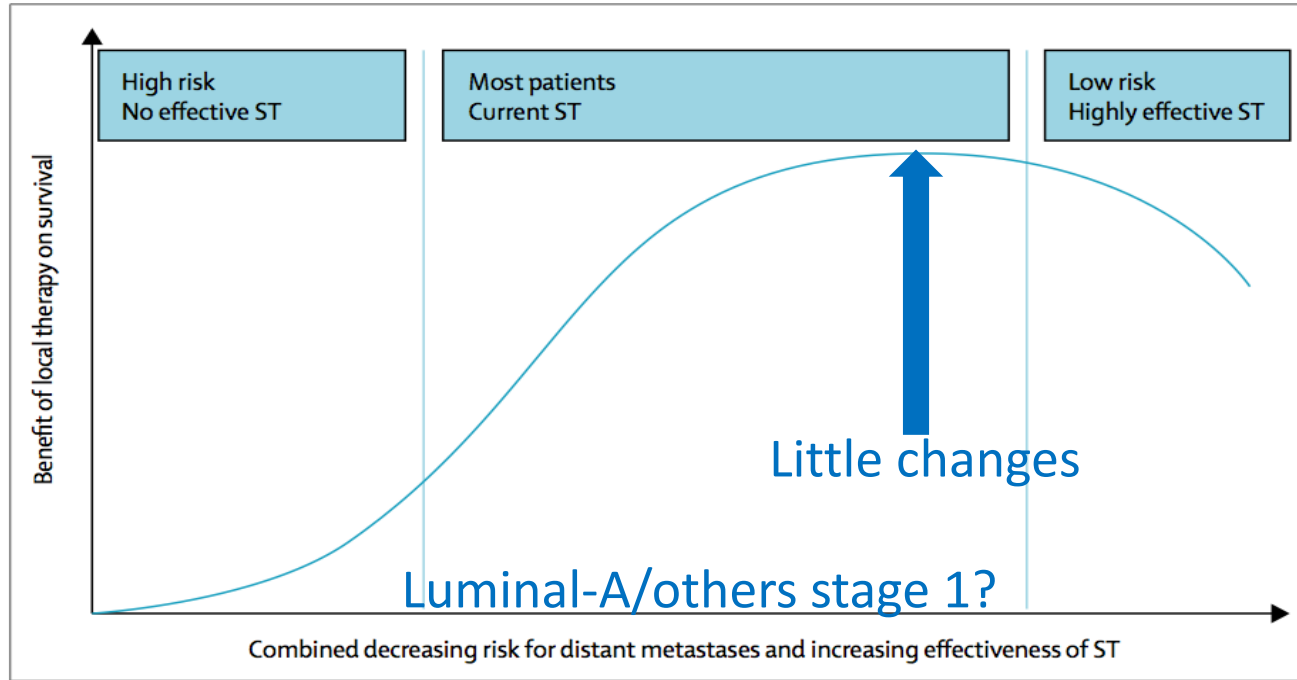 High risk
No effective ST
Most patients
Current ST
Low risk
Highly effective ST
Benefit of local therapy on survival
Little changes
Luminal-A/others stage 1?
Combined decreasing risk for distant metastases and increasing effectiveness of ST